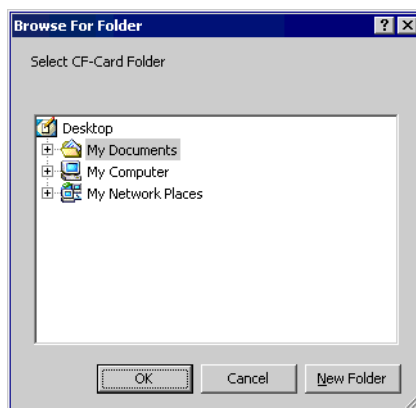 Browse For Folder
Select CF-Card Folder
Desktop
My Documents
My Computer
My Network Places
OK Cancel New Folder